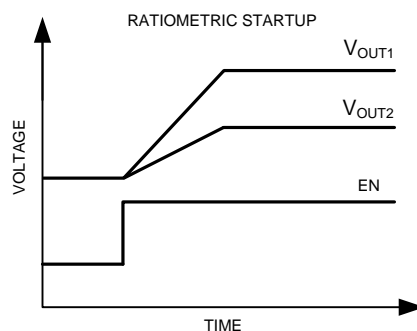 RATIOMETRIC STARTUP
VOUT1
VOUT2
EN
VOLTAGE
TIME